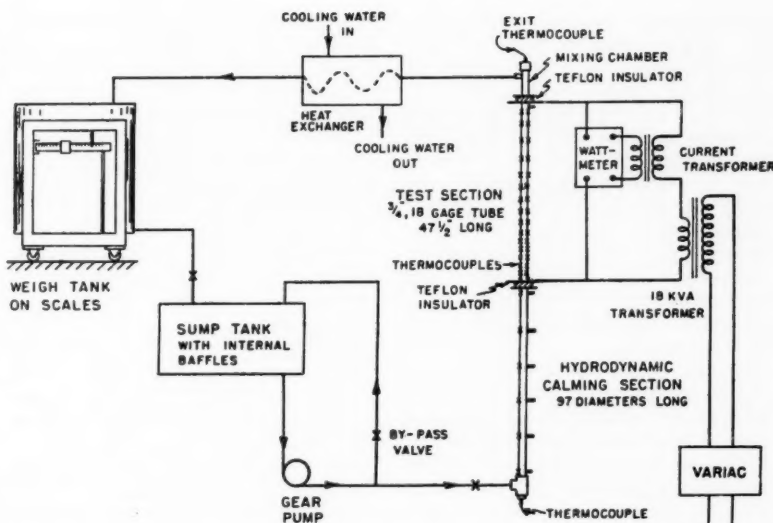 COOLING WATER
IN
HEAT
EXCHANGER
COOLING WATER
OUT
EXIT
THERMOCOUPLE
MIXING CHAMBER
TEFLON INSULATOR
WATT-
METER
CURRENT
TRANSFORMER
TEST SECTION
3/4", 18 GAGE TUBE
47 1/2" LONG
THERMOCOUPLES
TEFLON
INSULATOR
18 KVA
TRANSFORMER
WEIGH TANK
ON SCALES
SUMP TANK
WITH INTERNAL
BAFFLES
HYDRODYNAMIC
CALMING SECTION
97 DIAMETERS LONG
BY-PASS
VALVE
GEAR
PUMP
VARIAC
THERMOCOUPLE